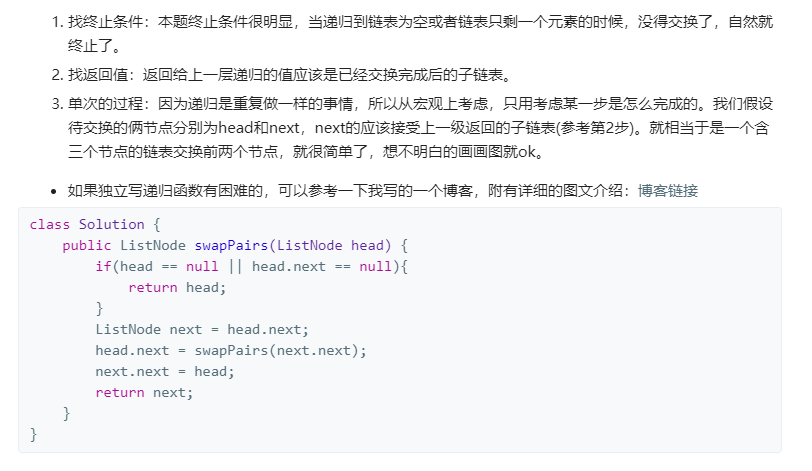 1. 找终止条件：本题终止条件很明显，当递归到链表为空或者链表只剩一个元素的时候，没得交换了，自然就
终止了。
2. 找返回值：返回给上一层递归的值应该是已经交换完成后的子链表。
3. 单次的过程：因为递归是重复做一样的事情，所以从宏观上考虑，只用考虑某一步是怎么完成的。我们假设
待交换的俩节点分别为head和next，next的应该接受上一级返回的子链表(参考第2步)。就相当于是一个含
三个节点的链表交换前两个节点，就很简单了，想不明白的画画图就ok。
• 如果独立写递归函数有困难的，可以参考一下我写的一个博客，附有详细的图文介绍：博客链接
class Solution {
    public ListNode swapPairs(ListNode head) {
        if(head == null || head.next == null){
            return head;
        }
        ListNode next = head.next;
        head.next = swapPairs(next.next);
        next.next = head;
        return next;
    }
}